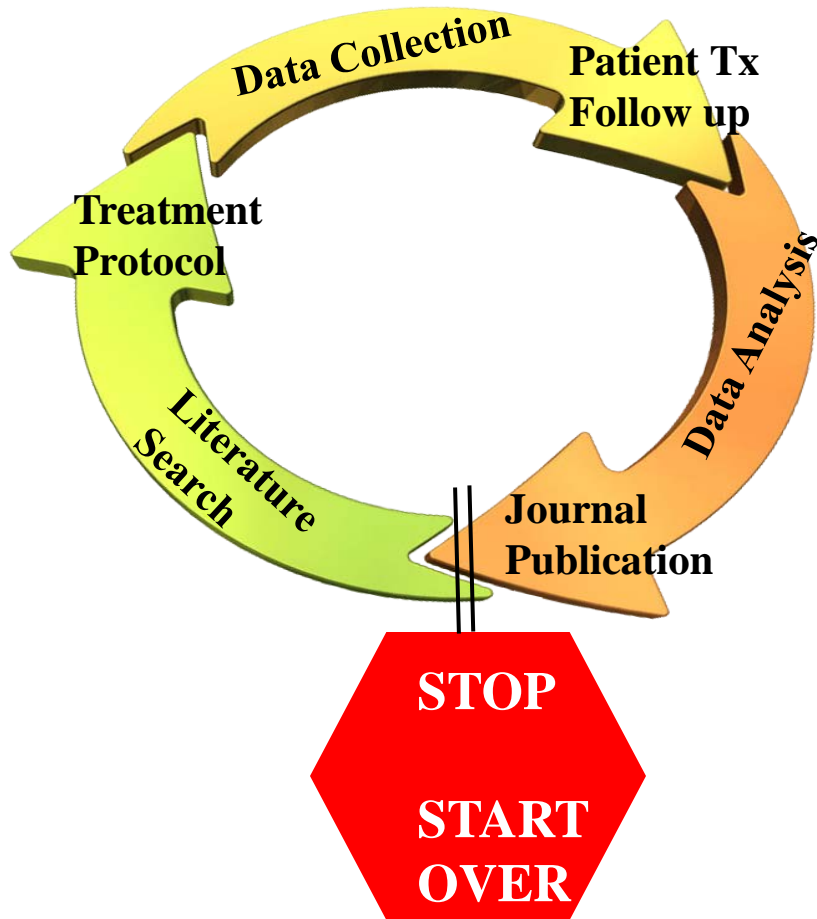 Data Collection
Patient Tx
Follow up
Treatment
Protocol
Data Analysis
Literature
Search
Journal
Publication
STOP
START
OVER